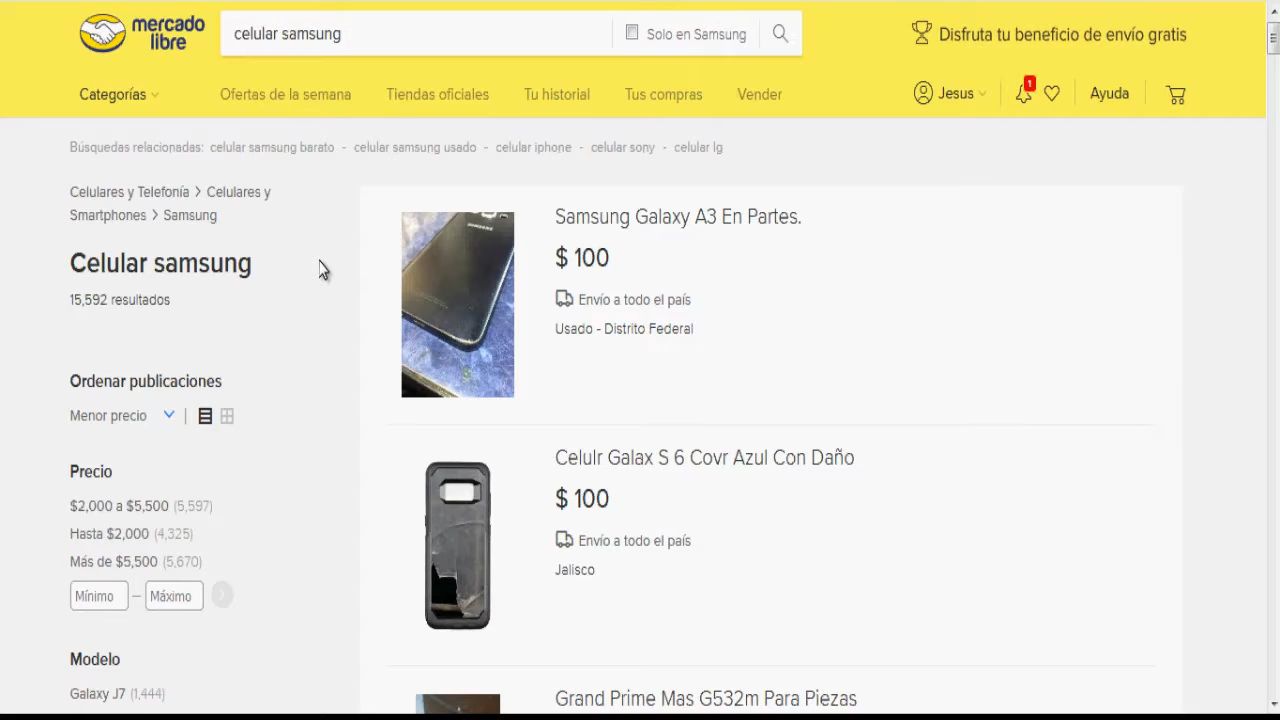 mercado
libre
celular samsung
Solo en Samsung
Disfruta tu beneficio de envío gratis
Categorías
Ofertas de la semana
Tiendas oficiales
Tu historial
Tus compras
Vender
Jesus
1
Ayuda
Búsquedas relacionadas: celular samsung barato - celular samsung usado - celular iphone - celular sony - celular lg
Celulares y Telefonía > Celulares y
Smartphones > Samsung
Celular samsung
15,592 resultados
Ordenar publicaciones
Menor precio
Precio
$2,000 a $5,500 (5,597)
Hasta $2,000 (4,325)
Más de $5,500 (5,670)
Mínimo – Máximo
Modelo
Galaxy J7 (1,444)
SAMSUNG
Samsung Galaxy A3 En Partes.
$ 100
Envío a todo el país
Usado - Distrito Federal
Celulr Galax S 6 Covr Azul Con Daño
$ 100
Envío a todo el país
Jalisco
Grand Prime Mas G532m Para Piezas